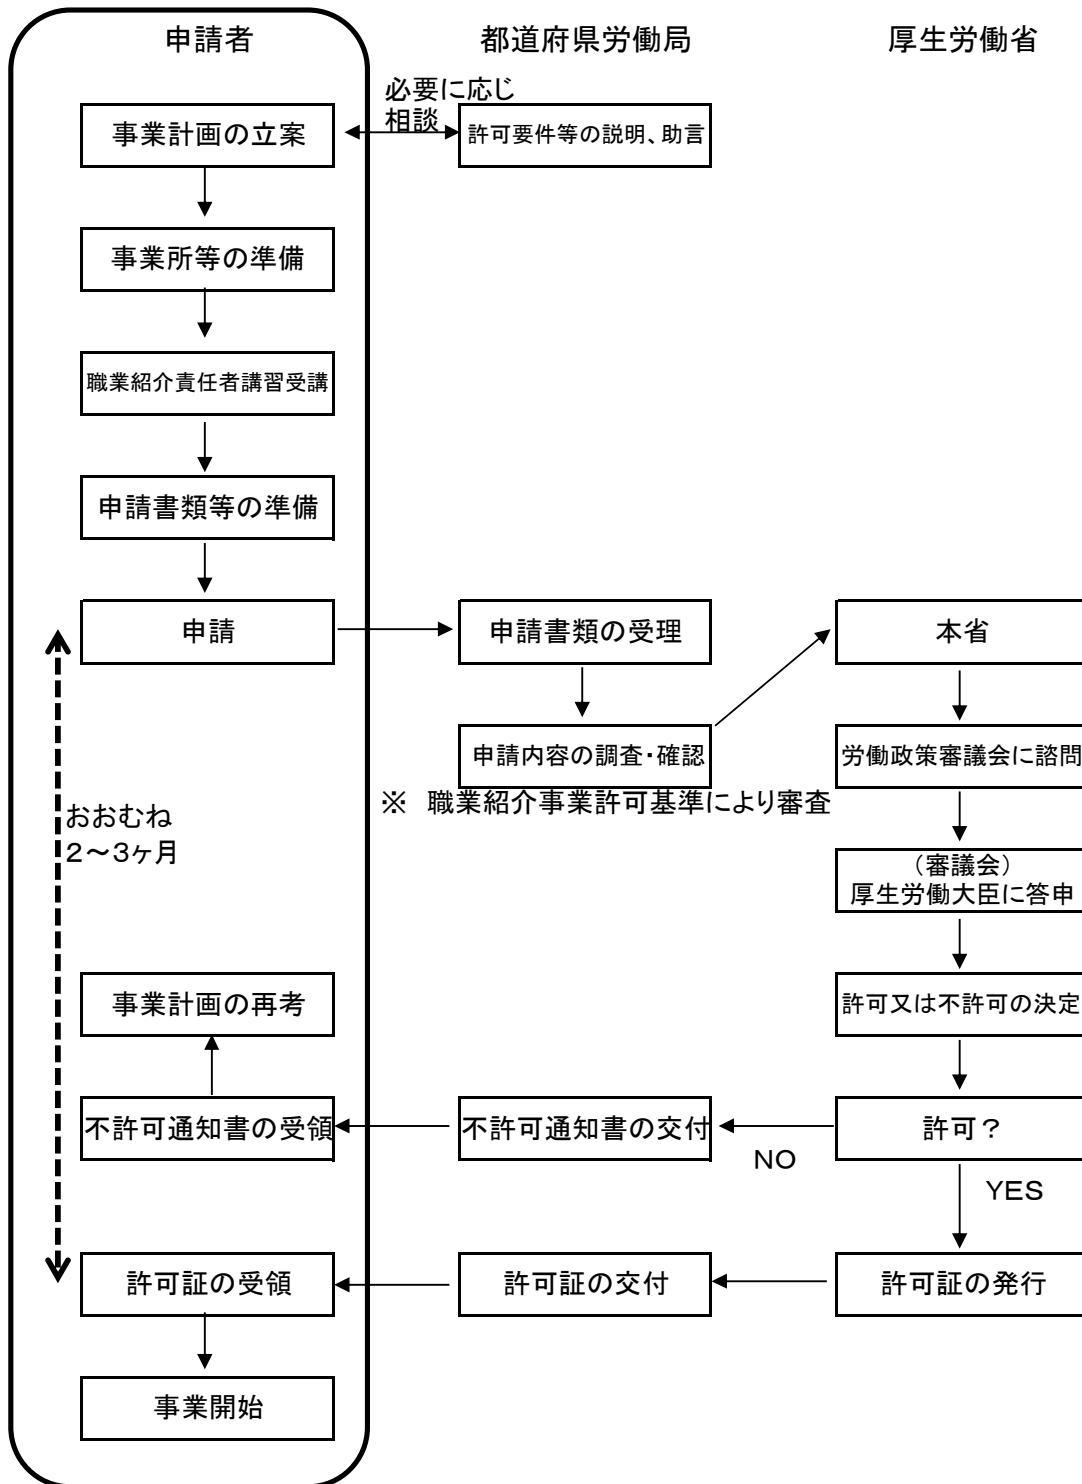 申請者
都道府県労働局
厚生労働省
必要に応じ
相談
事業計画の立案
許可要件等の説明、助言
事業所等の準備
職業紹介責任者講習受講
申請書類等の準備
申請
申請書類の受理
本省
申請内容の調査・確認
労働政策審議会に諮問
※　職業紹介事業許可基準により審査
おおむね
２～３ヶ月
（審議会）
厚生労働大臣に答申
事業計画の再考
許可又は不許可の決定
不許可通知書の受領
不許可通知書の交付
許可？
NO
YES
許可証の受領
許可証の交付
許可証の発行
事業開始